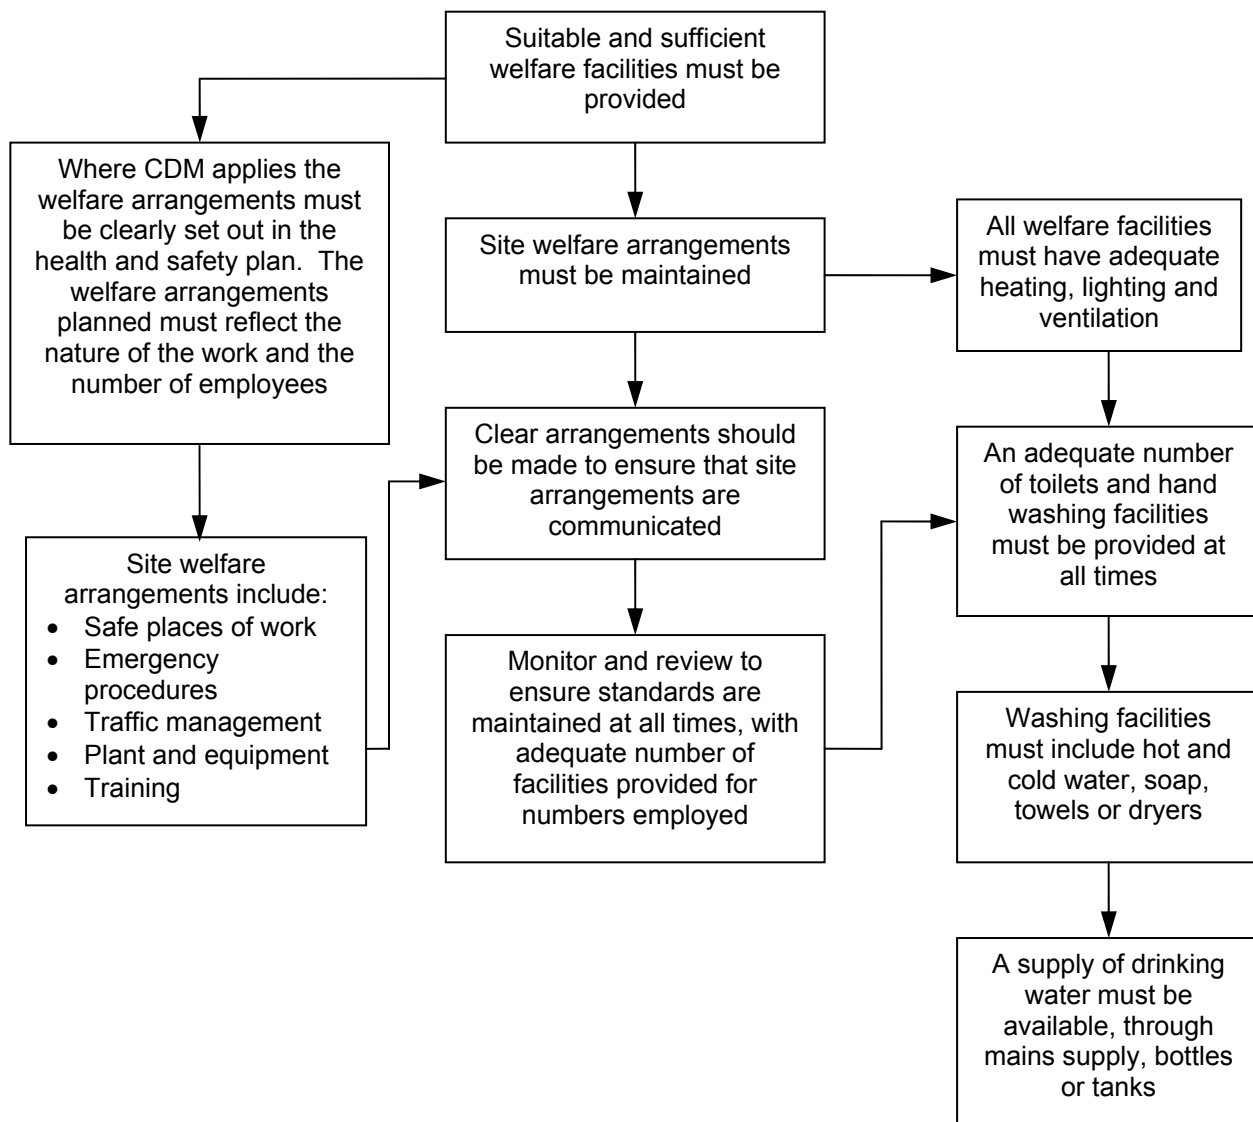 Suitable and sufficient
welfare facilities must be
provided
Where CDM applies the
welfare arrangements must
be clearly set out in the
health and safety plan.  The
welfare arrangements
planned must reflect the
nature of the work and the
number of employees
Site welfare arrangements
must be maintained
All welfare facilities
must have adequate
heating, lighting and
ventilation
Clear arrangements should
be made to ensure that site
arrangements are
communicated
An adequate number
of toilets and hand
washing facilities
must be provided at
all times
Site welfare
arrangements include:
• Safe places of work
• Emergency
procedures
• Traffic management
• Plant and equipment
• Training
Monitor and review to
ensure standards are
maintained at all times, with
adequate number of
facilities provided for
numbers employed
Washing facilities
must include hot and
cold water, soap,
towels or dryers
A supply of drinking
water must be
available, through
mains supply, bottles
or tanks